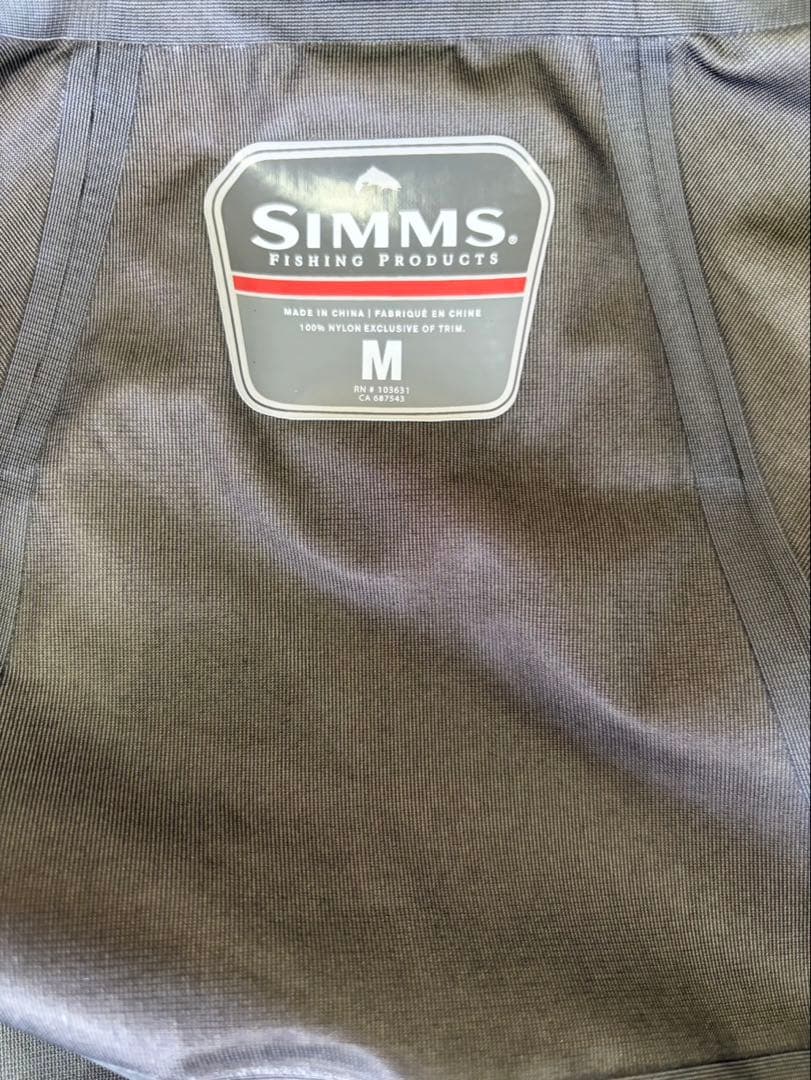 SIMMS®
FISHING PRODUCTS
MADE IN CHINA | FABRIQUÉ EN CHINE
100% NYLON EXCLUSIVE OF TRIM.
M
RN # 103631
CA 687543